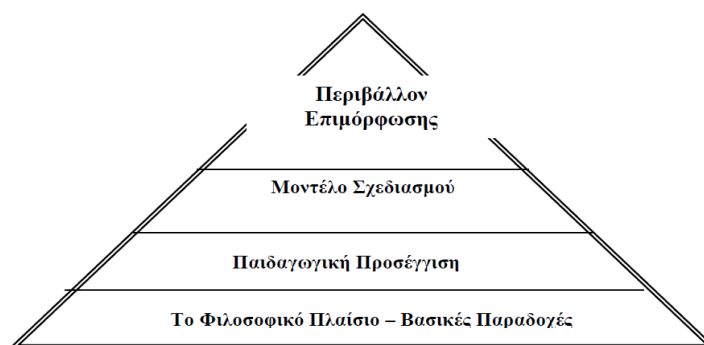 Περιβάλλον
Επιμόρφωσης
Μοντέλο Σχεδιασμού
Παιδαγωγική Προσέγγιση
Το Φιλοσοφικό Πλαίσιο – Βασικές Παραδοχές